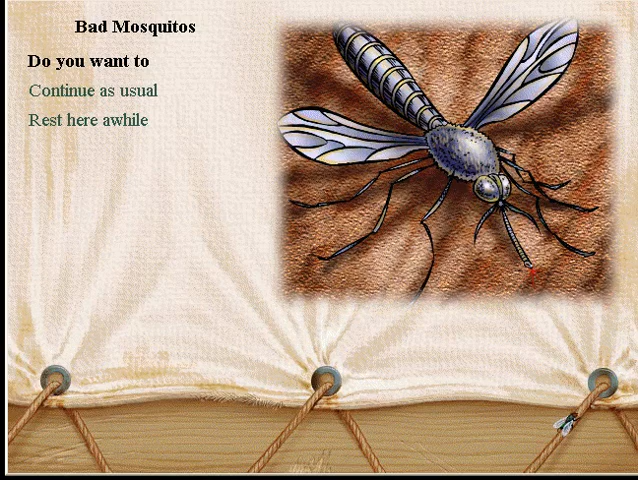 Bad Mosquitos
Do you want to
Continue as usual
Rest here awhile